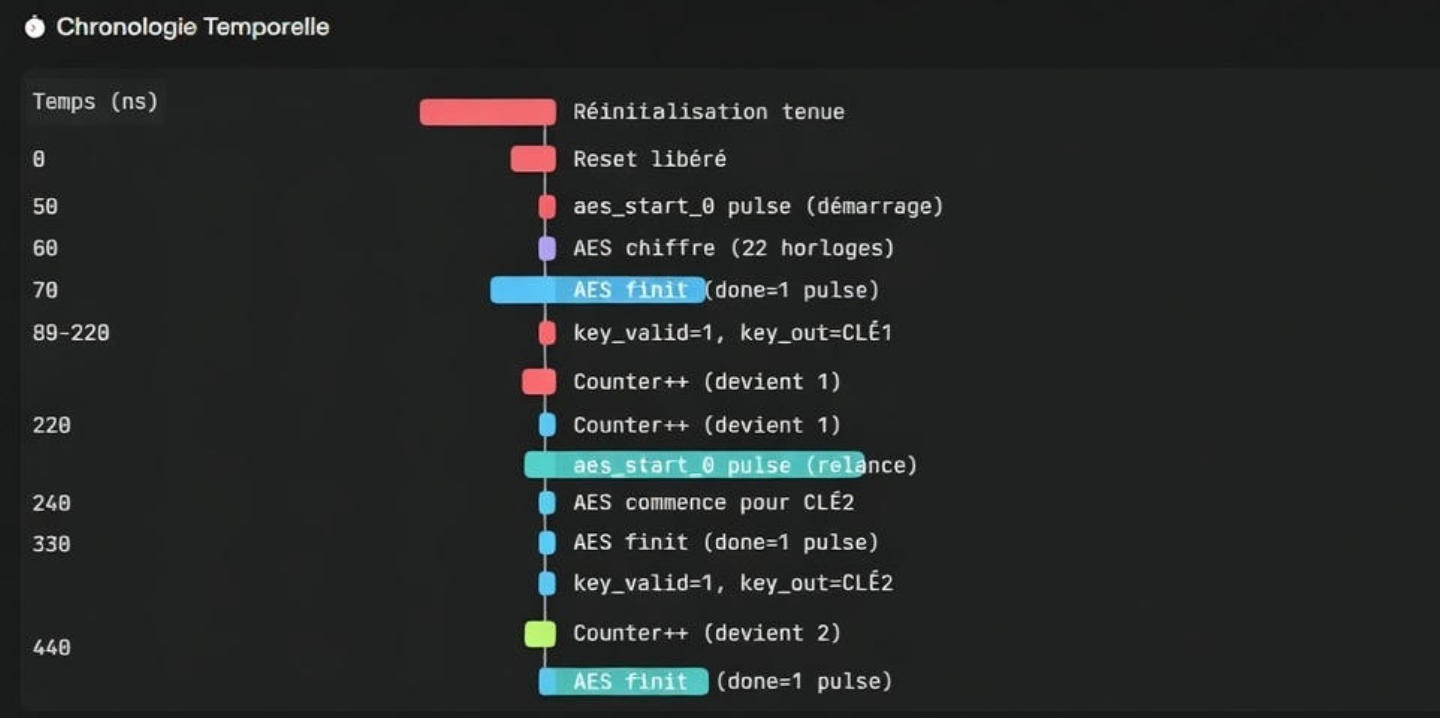 Chronologie Temporelle
Temps (ns)
Réinitalisation tenue
0 Reset libéré
50 aes_start_0 pulse (démarrage)
60 AES chiffre (22 horloges)
70 AES finit (done=1 pulse)
89-220 key_valid=1, key_out=CLÉ1
Counter++ (devient 1)
220 Counter++ (devient 1)
aes_start_0 pulse (relance)
240 AES commence pour CLÉ2
330 AES finit (done=1 pulse)
key_valid=1, key_out=CLÉ2
Counter++ (devient 2)
440
AES finit (done=1 pulse)